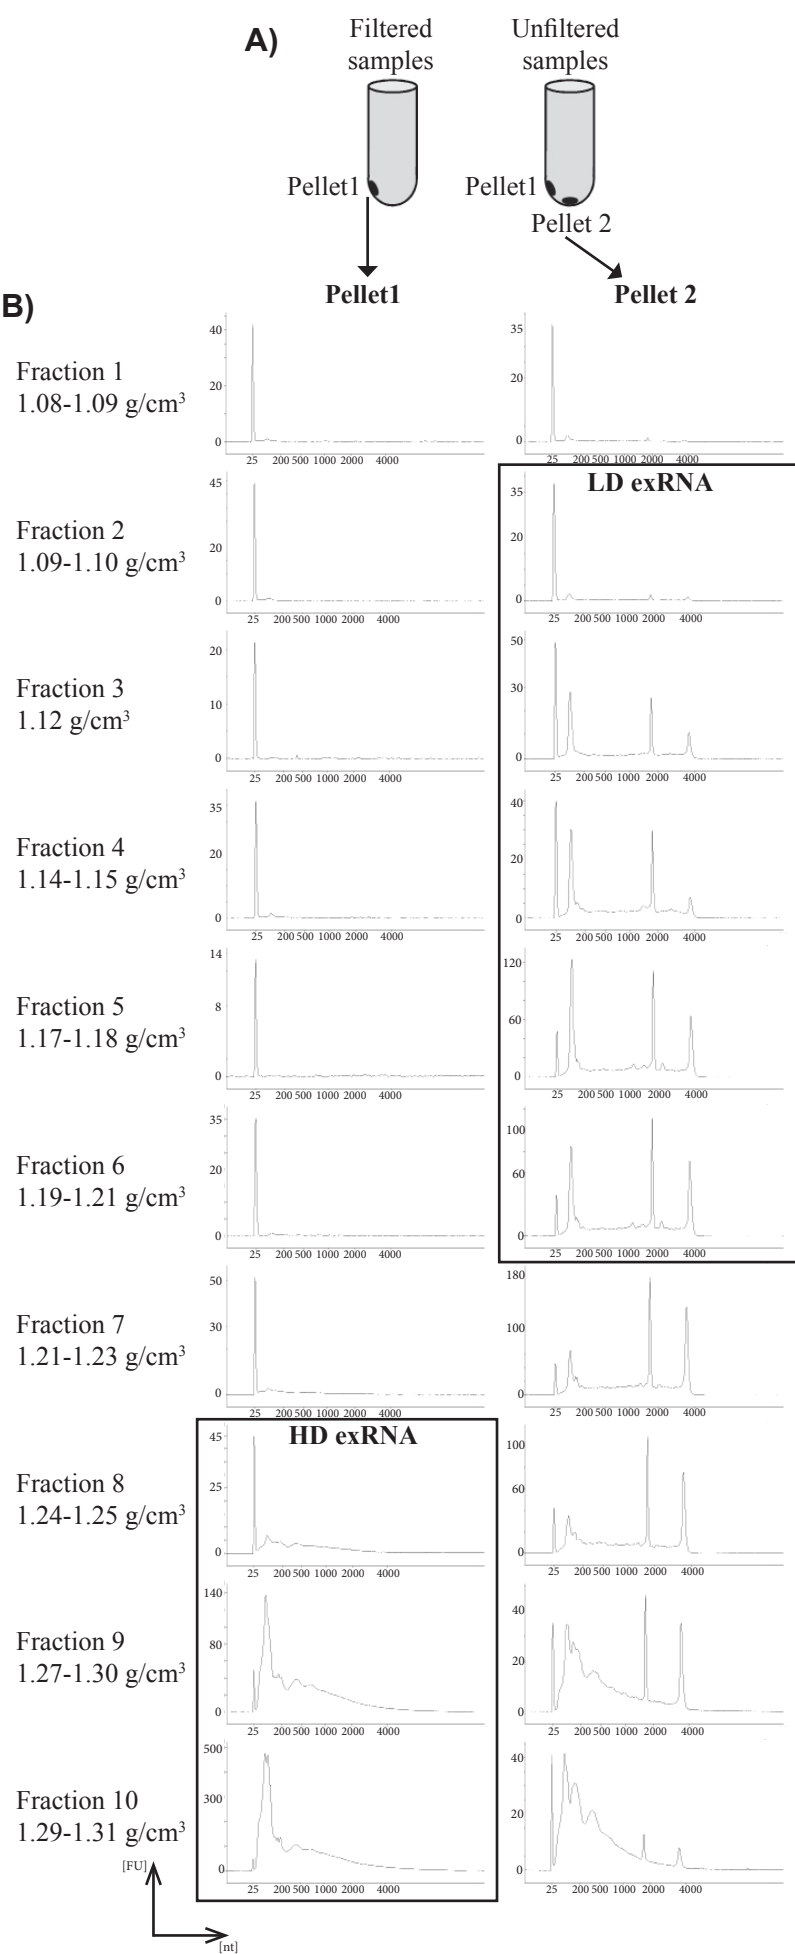 A)
Filtered samples
Unfiltered samples
Pellet1
Pellet1
Pellet 2
B)
Pellet1
Pellet 2
Fraction 1
1.08-1.09 g/cm³
40
20
0
25 200 500 1000 2000 4000
35
20
0
25 200 500 1000 2000 4000
Fraction 2
1.09-1.10 g/cm³
45
20
0
25 200 500 1000 2000 4000
LD exRNA
35
20
0
25 200 500 1000 2000 4000
Fraction 3
1.12 g/cm³
20
10
0
25 200 500 1000 2000 4000
50
30
0
25 200 500 1000 2000 4000
Fraction 4
1.14-1.15 g/cm³
35
20
0
25 200 500 1000 2000 4000
40
20
0
25 200 500 1000 2000 4000
Fraction 5
1.17-1.18 g/cm³
14
8
0
25 200 500 1000 2000 4000
120
60
0
25 200 500 1000 2000 4000
Fraction 6
1.19-1.21 g/cm³
35
20
0
25 200 500 1000 2000 4000
100
60
0
25 200 500 1000 2000 4000
Fraction 7
1.21-1.23 g/cm³
50
30
0
25 200 500 1000 2000 4000
180
100
0
25 200 500 1000 2000 4000
Fraction 8
1.24-1.25 g/cm³
HD exRNA
45
25
0
25 200 500 1000 2000 4000
100
60
0
25 200 500 1000 2000 4000
Fraction 9
1.27-1.30 g/cm³
140
80
0
25 200 500 1000 2000 4000
40
20
0
25 200 500 1000 2000 4000
Fraction 10
1.29-1.31 g/cm³
500
300
0
25 200 500 1000 2000 4000
40
20
0
25 200 500 1000 2000 4000
[FU]
[nt]